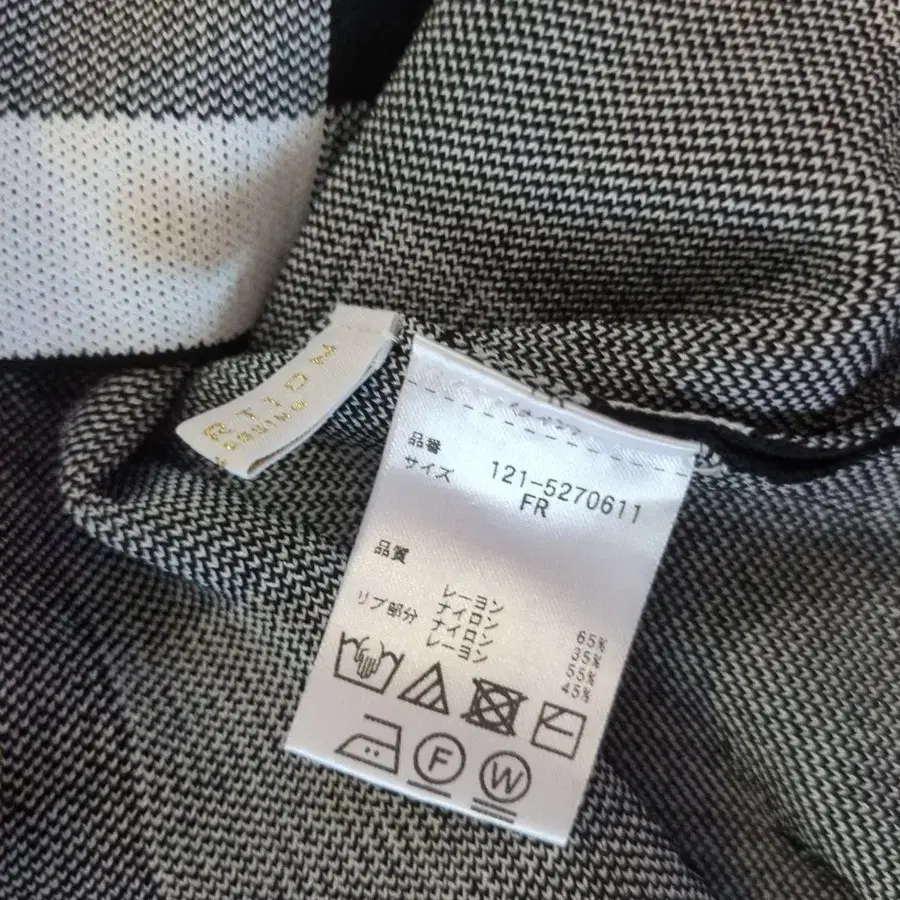 品番 121-5270611
サイズ FR
品質
レーヨン 65%
ナイロン 35%
リブ部分 ナイロン 55%
レーヨン 45%
F W